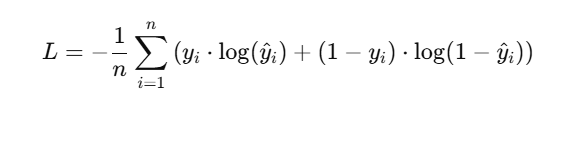 L = -\frac{1}{n} \sum_{i=1}^{n} (y_i \cdot \log(\hat{y}_i) + (1 - y_i) \cdot \log(1 - \hat{y}_i))